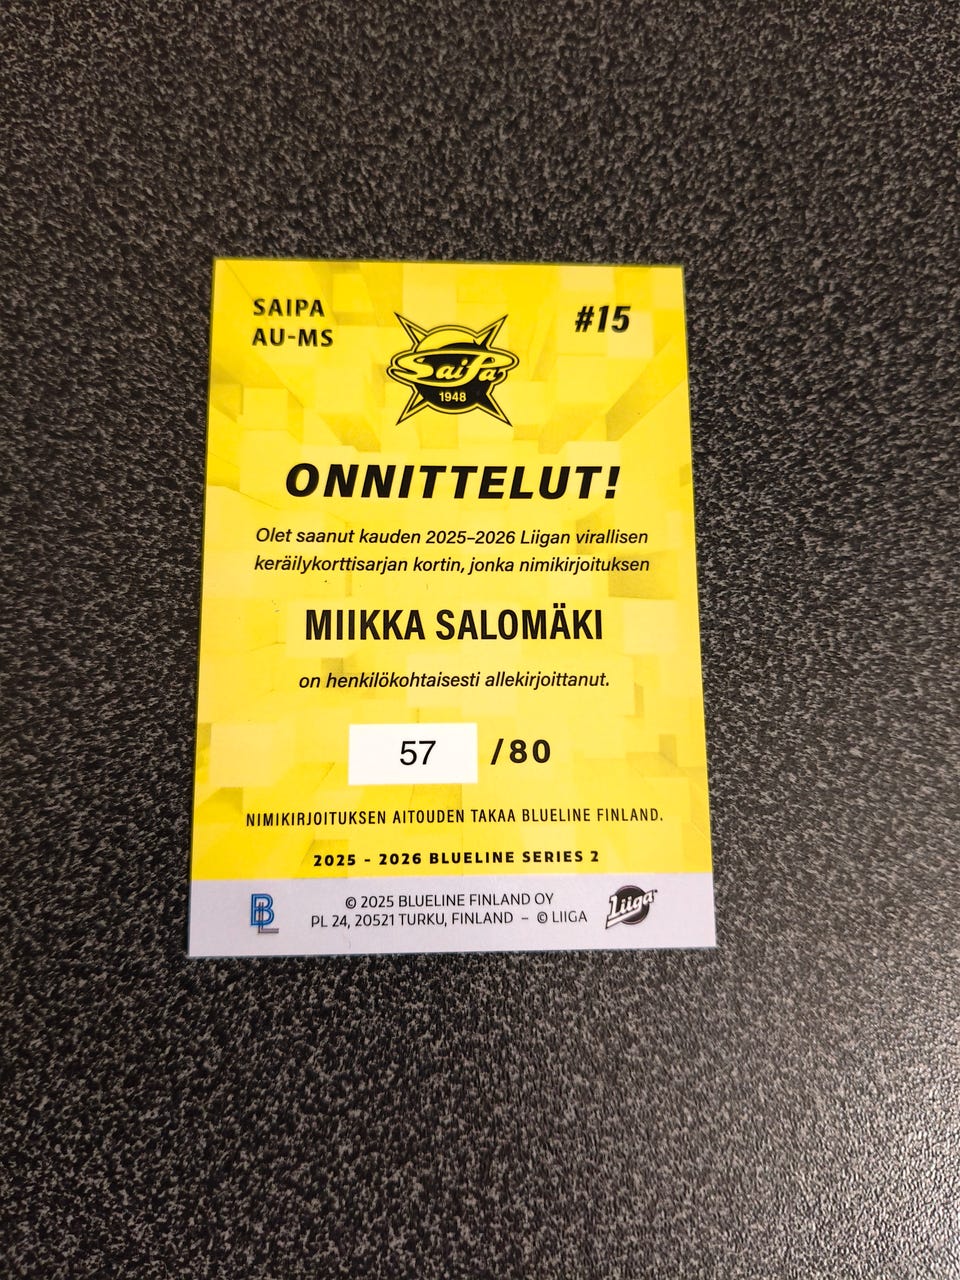 SAIPA
AU-MS
#15
SaiPa
1948
ONNITTELUT!
Olet saanut kauden 2025–2026 Liigan virallisen
keräilykorttisarjan kortin, jonka nimikirjoituksen
MIIKKA SALOMÄKI
on henkilökohtaisesti allekirjoittanut.
57 /80
NIMIKIRJOITUKSEN AITOUDEN TAKAA BLUELINE FINLAND.
2025 - 2026 BLUELINE SERIES 2
BL
© 2025 BLUELINE FINLAND OY
PL 24, 20521 TURKU, FINLAND – © LIIGA
Liiga